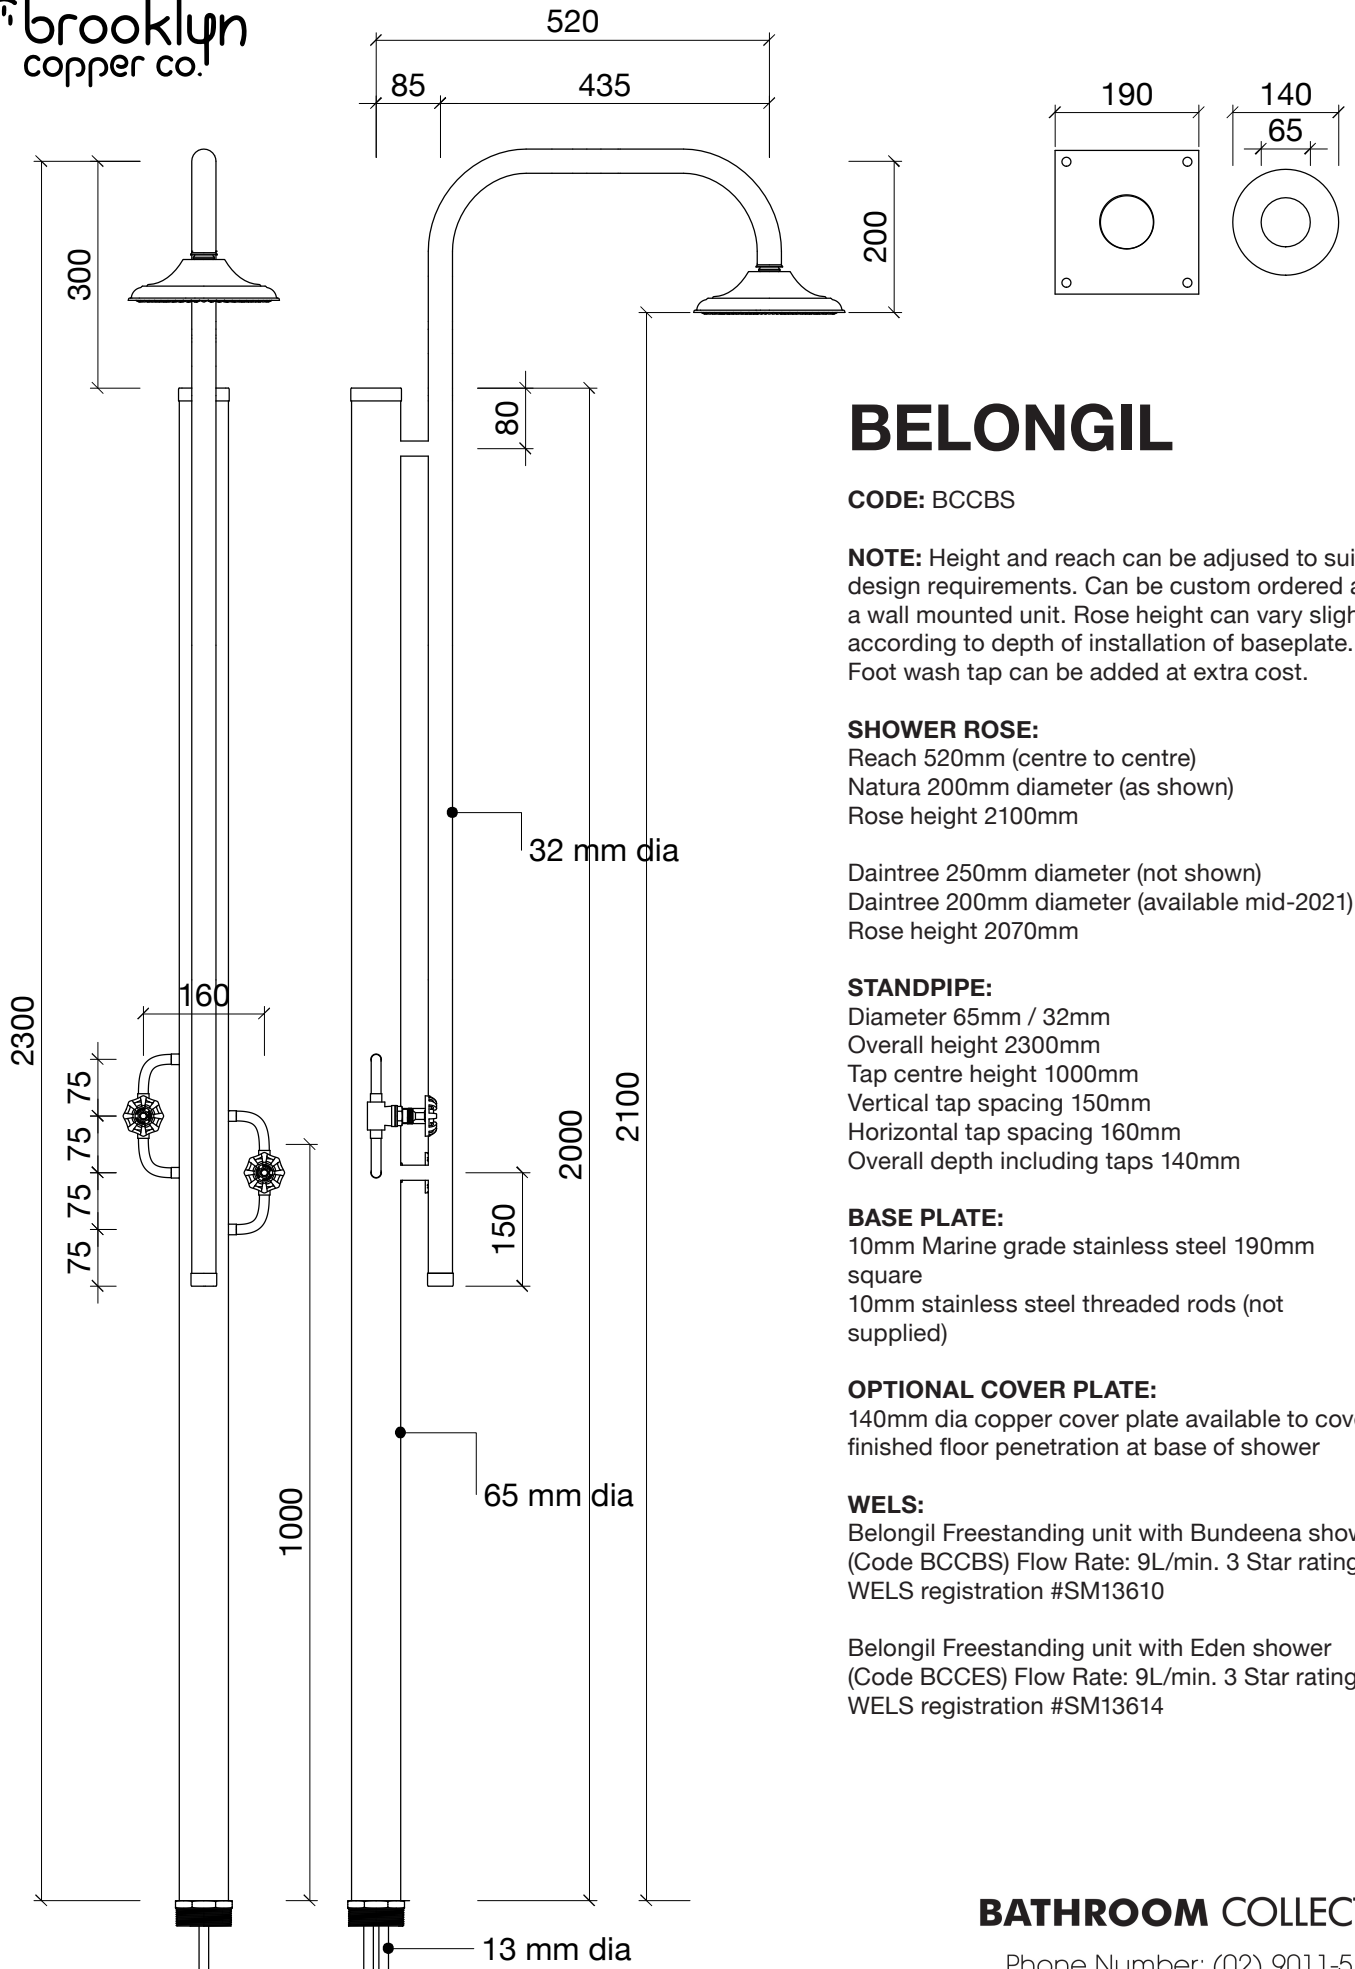 brooklyn
copper co.
520
85
435
190
140
65
300
200
80
BELONGIL
CODE: BCCBS
NOTE: Height and reach can be adjused to sui
design requirements. Can be custom ordered a
a wall mounted unit. Rose height can vary sligh
according to depth of installation of baseplate.
Foot wash tap can be added at extra cost.
SHOWER ROSE:
Reach 520mm (centre to centre)
Natura 200mm diameter (as shown)
Rose height 2100mm
Daintree 250mm diameter (not shown)
Daintree 200mm diameter (available mid-2021)
Rose height 2070mm
STANDPIPE:
Diameter 65mm / 32mm
Overall height 2300mm
Tap centre height 1000mm
Vertical tap spacing 150mm
Horizontal tap spacing 160mm
Overall depth including taps 140mm
BASE PLATE:
10mm Marine grade stainless steel 190mm
square
10mm stainless steel threaded rods (not
supplied)
OPTIONAL COVER PLATE:
140mm dia copper cover plate available to cov
finished floor penetration at base of shower
WELS:
Belongil Freestanding unit with Bundeena show
(Code BCCBS) Flow Rate: 9L/min. 3 Star rating
WELS registration #SM13610
Belongil Freestanding unit with Eden shower
(Code BCCES) Flow Rate: 9L/min. 3 Star rating
WELS registration #SM13614
32 mm dia
2300
160
75
75
75
75
2000
2100
150
1000
65 mm dia
13 mm dia
BATHROOM COLLEC
Phone Number: (02) 9011-5